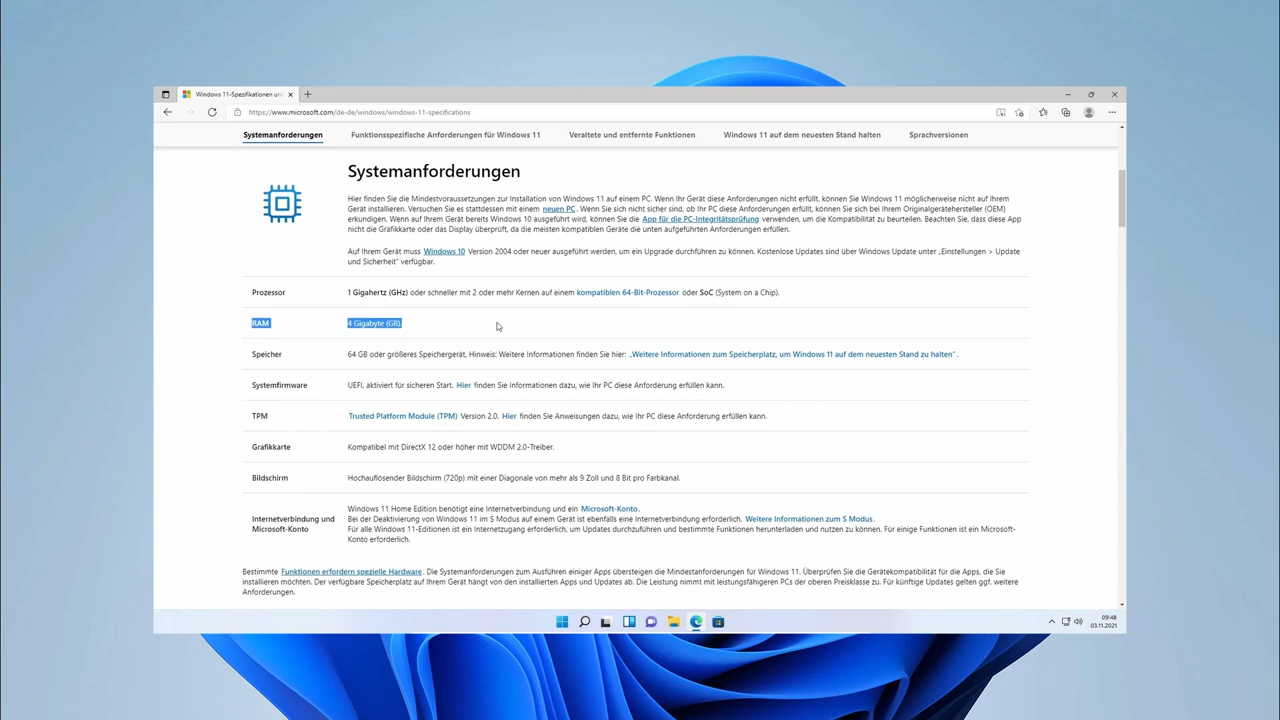 Windows 11-Spezifikationen un
https://www.microsoft.com/de-de/windows/windows-11-specifications
Systemanforderungen
Funktionsspezifische Anforderungen für Windows 11
Veraltete und entfernte Funktionen
Windows 11 auf dem neuesten Stand halten
Sprachversionen
Systemanforderungen
Hier finden Sie die Mindestvoraussetzungen zur Installation von Windows 11 auf einem PC. Wenn Ihr Gerät diese Anforderungen nicht erfüllt, können Sie Windows 11 möglicherweise nicht auf Ihrem
Gerät installieren. Versuchen Sie es stattdessen mit einem neuen PC. Wenn Sie sich nicht sicher sind, ob Ihr PC diese Anforderungen erfüllt, können Sie sich bei Ihrem Originalgerätehersteller (OEM)
erkundigen. Wenn auf Ihrem Gerät bereits Windows 10 ausgeführt wird, können Sie die App für die PC-Integritätsprüfung verwenden, um die Kompatibilität zu beurteilen. Beachten Sie, dass diese App
nicht die Grafikkarte oder das Display überprüft, da die meisten kompatiblen Geräte die unten aufgeführten Anforderungen erfüllen.
Auf Ihrem Gerät muss Windows 10 Version 2004 oder neuer ausgeführt werden, um ein Upgrade durchführen zu können. Kostenlose Updates sind über Windows Update unter „Einstellungen > Update
und Sicherheit“ verfügbar.
Prozessor
1 Gigahertz (GHz) oder schneller mit 2 oder mehr Kernen auf einem kompatiblen 64-Bit-Prozessor oder SoC (System on a Chip).
RAM
4 Gigabyte (GB).
Speicher
64 GB oder größeres Speichergerät, Hinweis: Weitere Informationen finden Sie hier: „Weitere Informationen zum Speicherplatz, um Windows 11 auf dem neuesten Stand zu halten“.
Systemfirmware
UEFI, aktiviert für sicheren Start. Hier finden Sie Informationen dazu, wie Ihr PC diese Anforderung erfüllen kann.
TPM
Trusted Platform Module (TPM) Version 2.0. Hier finden Sie Anweisungen dazu, wie Ihr PC diese Anforderung erfüllen kann.
Grafikkarte
Kompatibel mit DirectX 12 oder höher mit WDDM 2.0-Treiber.
Bildschirm
Hochauflösender Bildschirm (720p) mit einer Diagonale von mehr als 9 Zoll und 8 Bit pro Farbkanal.
Internetverbindung und
Microsoft-Konto
Windows 11 Home Edition benötigt eine Internetverbindung und ein Microsoft-Konto.
Bei der Deaktivierung von Windows 11 im S Modus auf einem Gerät ist ebenfalls eine Internetverbindung erforderlich. Weitere Informationen zum S Modus.
Für alle Windows 11-Editionen ist ein Internetzugang erforderlich, um Updates durchzuführen und bestimmte Funktionen herunterladen und nutzen zu können. Für einige Funktionen ist ein Microsoft-
Konto erforderlich.
Bestimmte Funktionen erfordern spezielle Hardware. Die Systemanforderungen zum Ausführen einiger Apps übersteigen die Mindestanforderungen für Windows 11. Überprüfen Sie die Gerätekompatibilität für die Apps, die Sie
installieren möchten. Der verfügbare Speicherplatz auf Ihrem Gerät hängt von den installierten Apps und Updates ab. Die Leistung nimmt mit leistungsfähigeren PCs der oberen Preisklasse zu. Für künftige Updates gelten ggf. weitere
Anforderungen.
09:48
03.11.2021